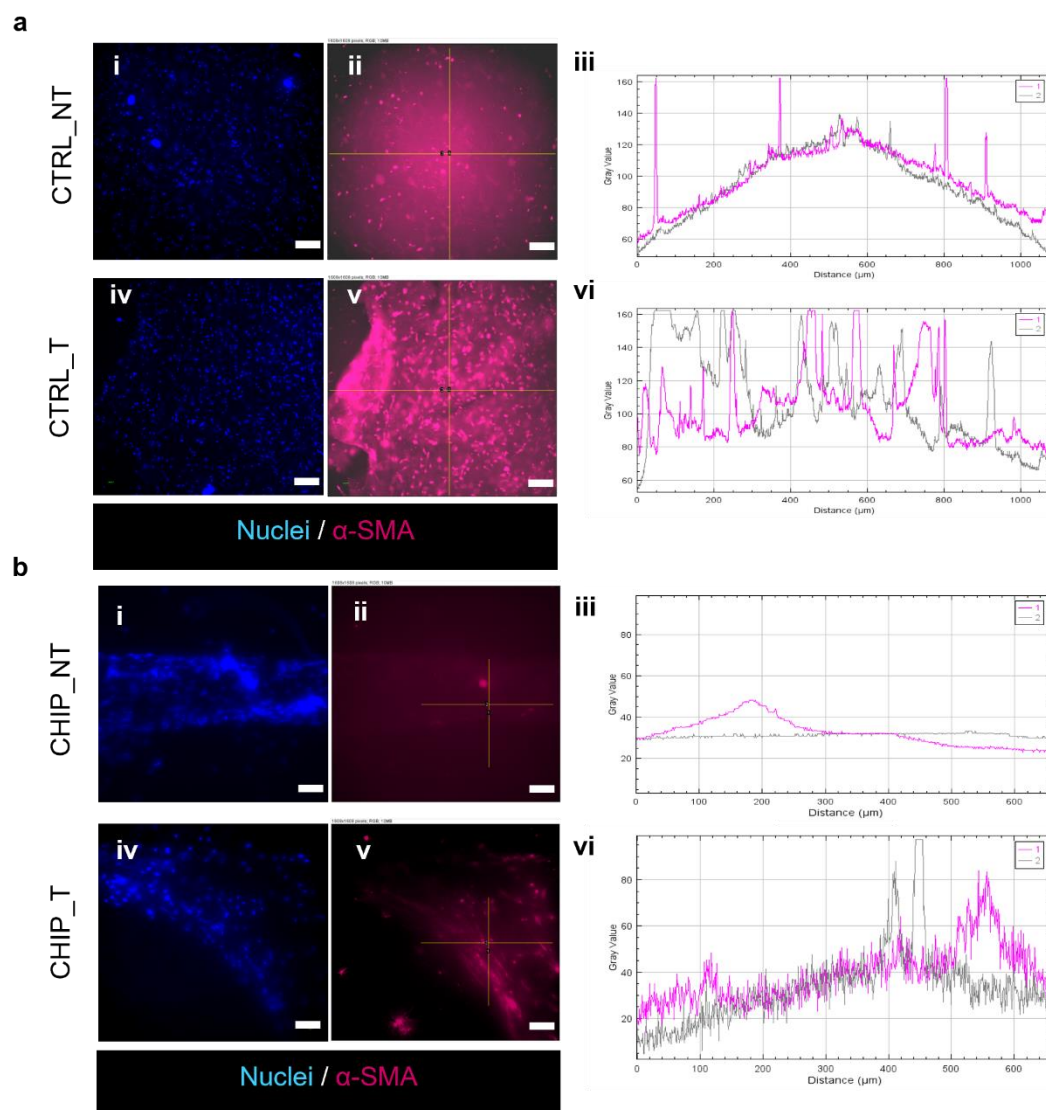 a
CTRL_NT
i
ii
iii
160
140
120
100
80
60
Gray Value
0
200
400
600
800
1000
Distance (µm)
1
2
CTRL_T
iv
v
vi
160
140
120
100
80
60
Gray Value
0
200
400
600
800
1000
Distance (µm)
1
2
Nuclei / α-SMA
b
CHIP_NT
i
ii
iii
80
60
40
20
Gray Value
0
100
200
300
400
500
600
Distance (µm)
1
2
CHIP_T
iv
v
vi
80
60
40
20
Gray Value
0
100
200
300
400
500
600
Distance (µm)
1
2
Nuclei / α-SMA